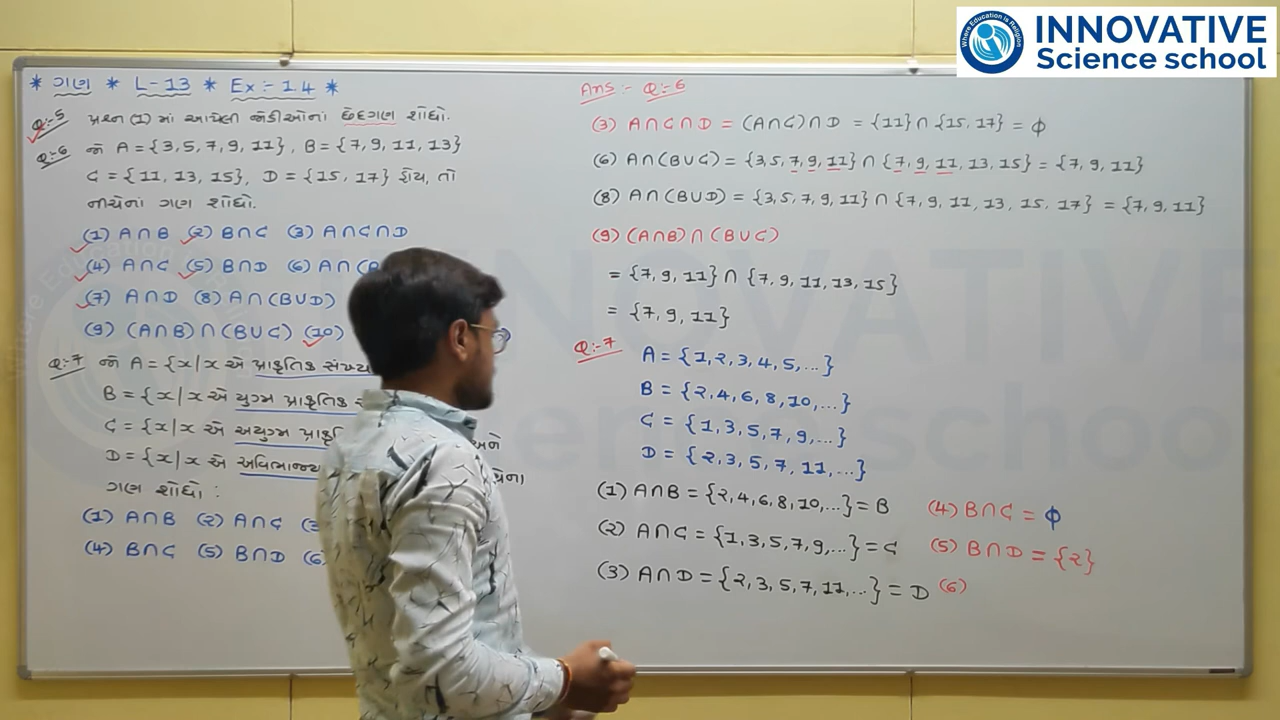 * ગણ * L-13 * Ex:- 1.4 *
Q:-5 પ્રશ્ન (1) માં આપેલી જોડીઓનાં છેદગણ શોધો.
Q:-6 જો A = {3, 5, 7, 9, 11}, B = {7, 9, 11, 13}
C = {11, 13, 15}, D = {15, 17} હોય, તો
નીચેનાં ગણ શોધો.
(1) A∩B (2) B∩C (3) A∩C∩D
(4) A∩C (5) B∩D (6) A∩(B
(7) A∩D (8) A∩(B∪D)
(9) (A∩B)∩(B∪C) (10)
Q:-7 જો A = {x|x એ પ્રાકૃતિક સંખ્યા
B = {x|x એ યુગ્મ પ્રાકૃતિક
C = {x|x એ અયુગ્મ પ્રાકૃ
D = {x|x એ અવિભાજ્ય
ગણ શોધો :
(1) A∩B (2) A∩C (3
(4) B∩C (5) B∩D (6
Ans:- Q:-6
(3) A∩C∩D = (A∩C)∩D = {11}∩{15, 17} = ϕ
(6) A∩(B∪C) = {3, 5, 7, 9, 11} ∩ {7, 9, 11, 13, 15} = {7, 9, 11}
(8) A∩(B∪D) = {3, 5, 7, 9, 11} ∩ {7, 9, 11, 13, 15, 17} = {7, 9, 11}
(9) (A∩B)∩(B∪C)
= {7, 9, 11} ∩ {7, 9, 11, 13, 15}
= {7, 9, 11}
Q:-7 A = {1, 2, 3, 4, 5, ...}
B = {2, 4, 6, 8, 10, ...}
C = {1, 3, 5, 7, 9, ...}
D = {2, 3, 5, 7, 11, ...}
(1) A∩B = {2, 4, 6, 8, 10, ...} = B
(2) A∩C = {1, 3, 5, 7, 9, ...} = C
(3) A∩D = {2, 3, 5, 7, 11, ...} = D
(4) B∩C = ϕ
(5) B∩D = {2}
(6)
INNOVATIVE
Science school
Where Education is Religion